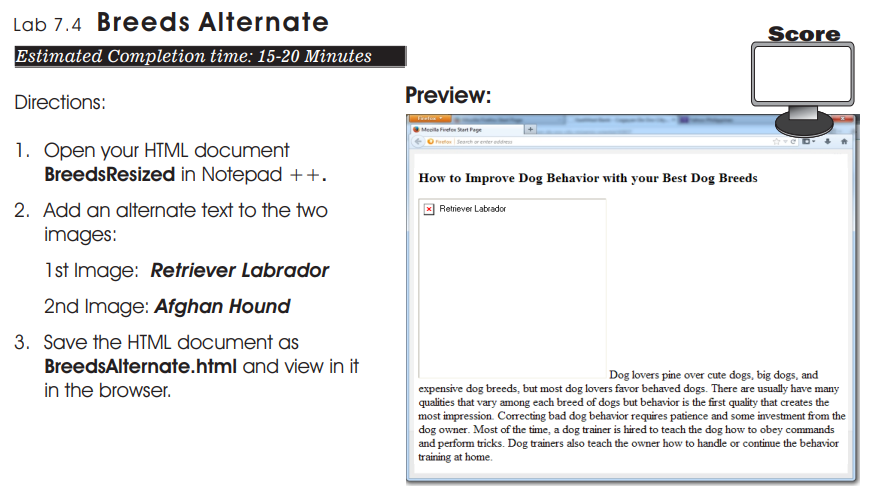 Lab 7.4 Breeds Alternate
Estimated Completion time: 15-20 Minutes
Score
Directions:
1. Open your HTML document
BreedsResized in Notepad ++.
2. Add an alternate text to the two
images:
1st Image: Retriever Labrador
2nd Image: Afghan Hound
3. Save the HTML document as
BreedsAlternate.html and view in it
in the browser.
Preview:
Firefox
Mozilla Firefox Start Page
Firefox Search or enter address
How to Improve Dog Behavior with your Best Dog Breeds
Retriever Labrador
Dog lovers pine over cute dogs, big dogs, and
expensive dog breeds, but most dog lovers favor behaved dogs. There are usually have many
qualities that vary among each breed of dogs but behavior is the first quality that creates the
most impression. Correcting bad dog behavior requires patience and some investment from the
dog owner. Most of the time, a dog trainer is hired to teach the dog how to obey commands
and perform tricks. Dog trainers also teach the owner how to handle or continue the behavior
training at home.